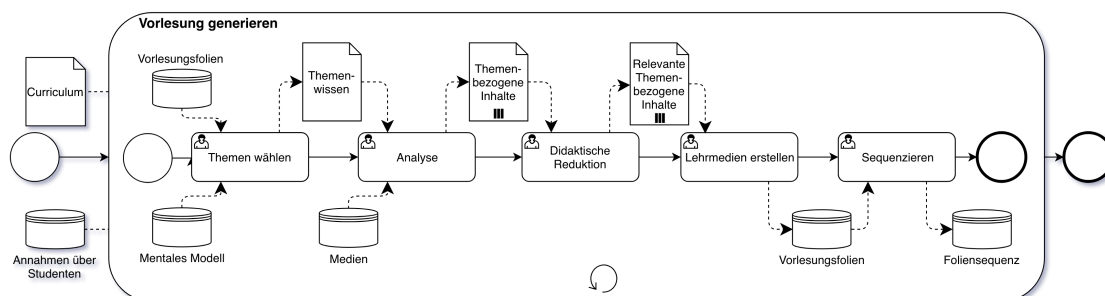 Vorlesung generieren
Vorlesungsfolien
Curriculum
Themen-
wissen
Themen-
bezogene
Inhalte
Relevante
Themen-
bezogene
Inhalte
Themen wählen
Analyse
Didaktische
Reduktion
Lehrmedien erstellen
Sequenzieren
Annahmen über
Studenten
Mentales Modell
Medien
Vorlesungsfolien
Foliensequenz